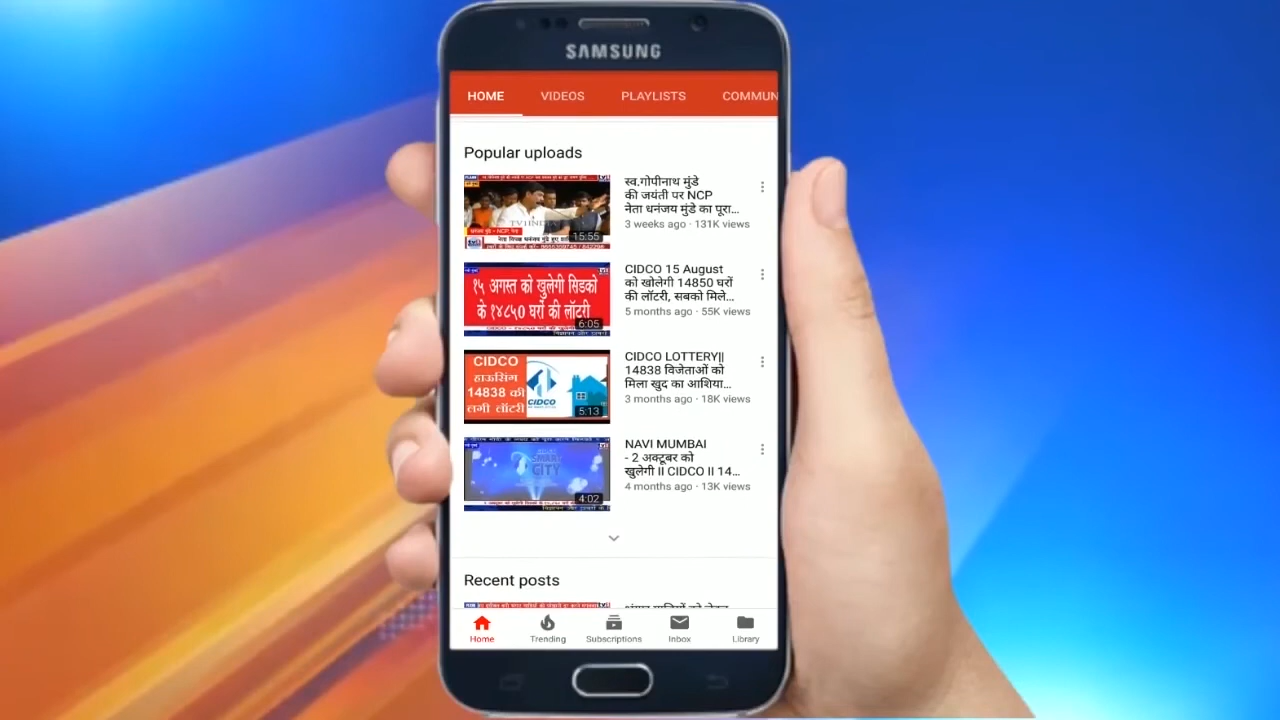 SAMSUNG
HOME VIDEOS PLAYLISTS COMMUN
Popular uploads
स्व.गोपीनाथ मुंडे
की जयंती पर NCP
नेता धनंजय मुंडे का पूरा...
3 weeks ago · 131K views
15:55
CIDCO 15 August
को खोलेगी 14850 घरों
की लॉटरी, सबको मिले...
5 months ago · 55K views
१५ अगस्त को खुलेगी सिडको
के १४८५० घरों की लॉटरी
6:05
CIDCO LOTTERY||
14838 विजेताओं को
मिला खुद का आशिया...
3 months ago · 18K views
CIDCO
हाऊसिंग
14838 की
लगी लॉटरी
CIDCO
5:13
NAVI MUMBAI
- 2 अक्टूबर को
खुलेगी II CIDCO II 14...
4 months ago · 13K views
SMART
CITY
4:02
Recent posts
Home Trending Subscriptions Inbox Library